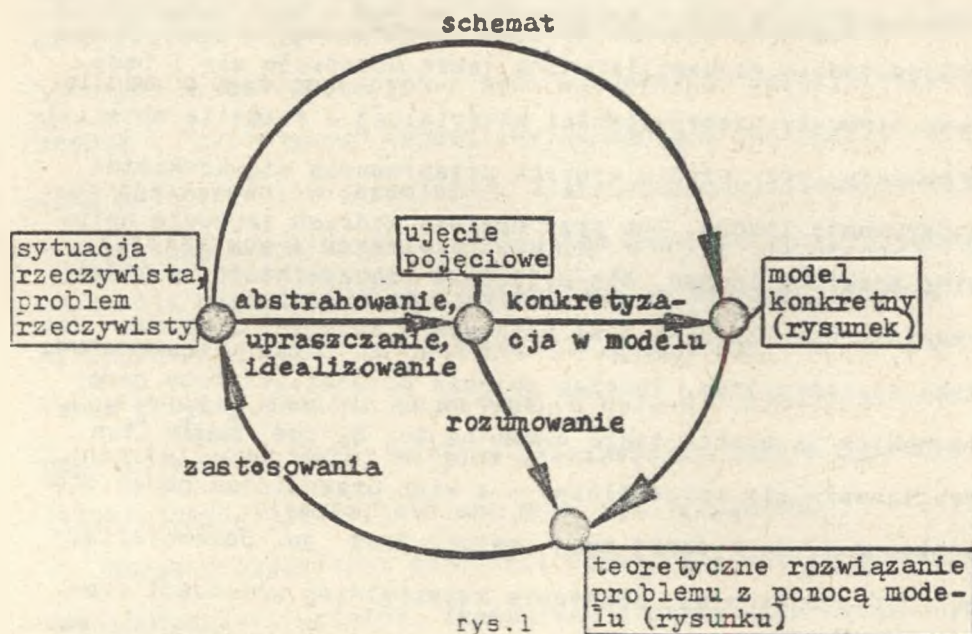 schemat
sytuacja
rzeczywista,
problem
rzeczywisty
ujęcie
pojęciowe
model
konkretny
(rysunek)
abstrahowanie,
upraszczanie,
idealizowanie
konkretyza-
cja w modelu
rozumowanie
zastosowania
teoretyczne rozwiązanie
problemu z pomocą mode-
lu (rysunku)
rys.1